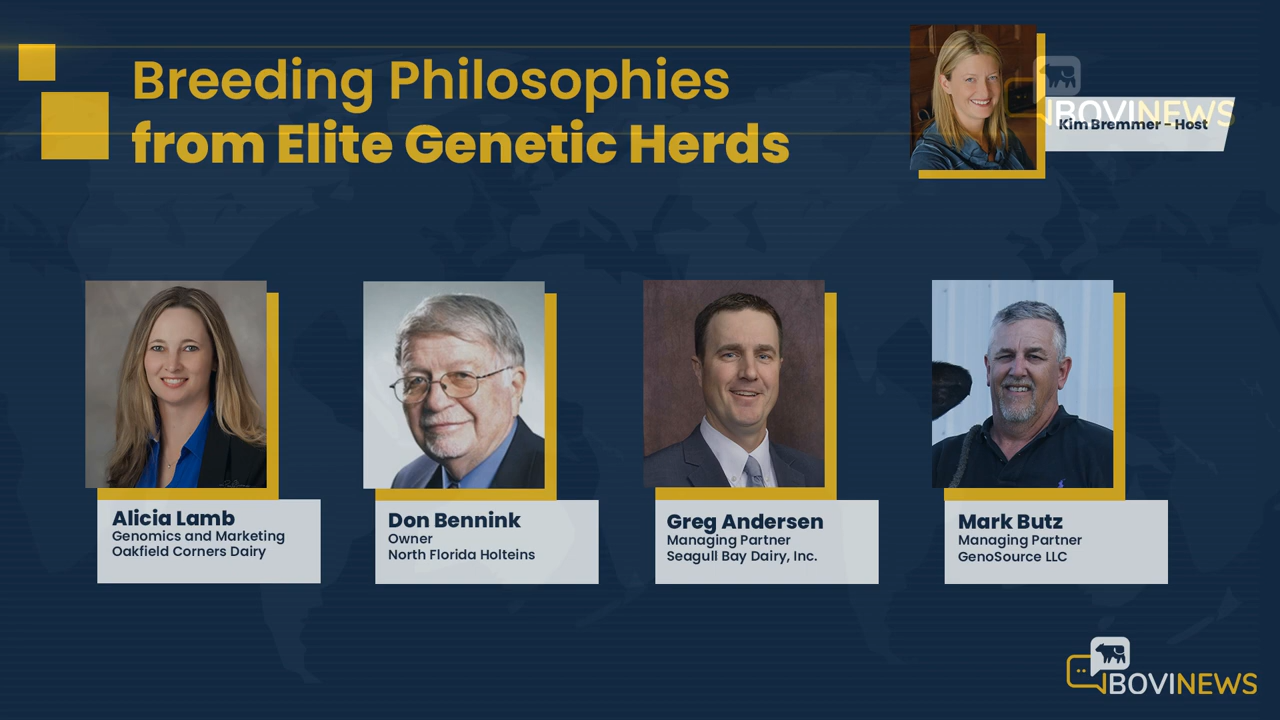 Breeding Philosophies
from Elite Genetic Herds
BOVINEWS
Kim Bremmer - Host
Alicia Lamb
Genomics and Marketing
Oakfield Corners Dairy
Don Bennink
Owner
North Florida Holteins
Greg Andersen
Managing Partner
Seagull Bay Dairy, Inc.
Mark Butz
Managing Partner
GenoSource LLC
BOVINEWS